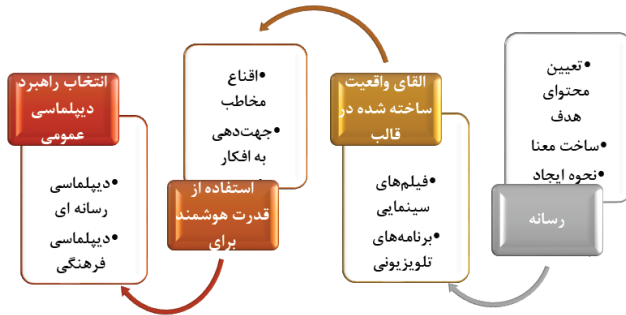 تعیین
محتوای
هدف
ساخت معنا
نحوه ایجاد
رسانه
القای واقعیت
ساخته شده در
قالب
فیلم‌های
سینمایی
برنامه‌های
تلویزیونی
اقناع
مخاطب
جهت‌دهی
به افکار
استفاده از
قدرت هوشمند
برای
انتخاب راهبرد
دیپلماسی
عمومی
دیپلماسی
رسانه ای
دیپلماسی
فرهنگی